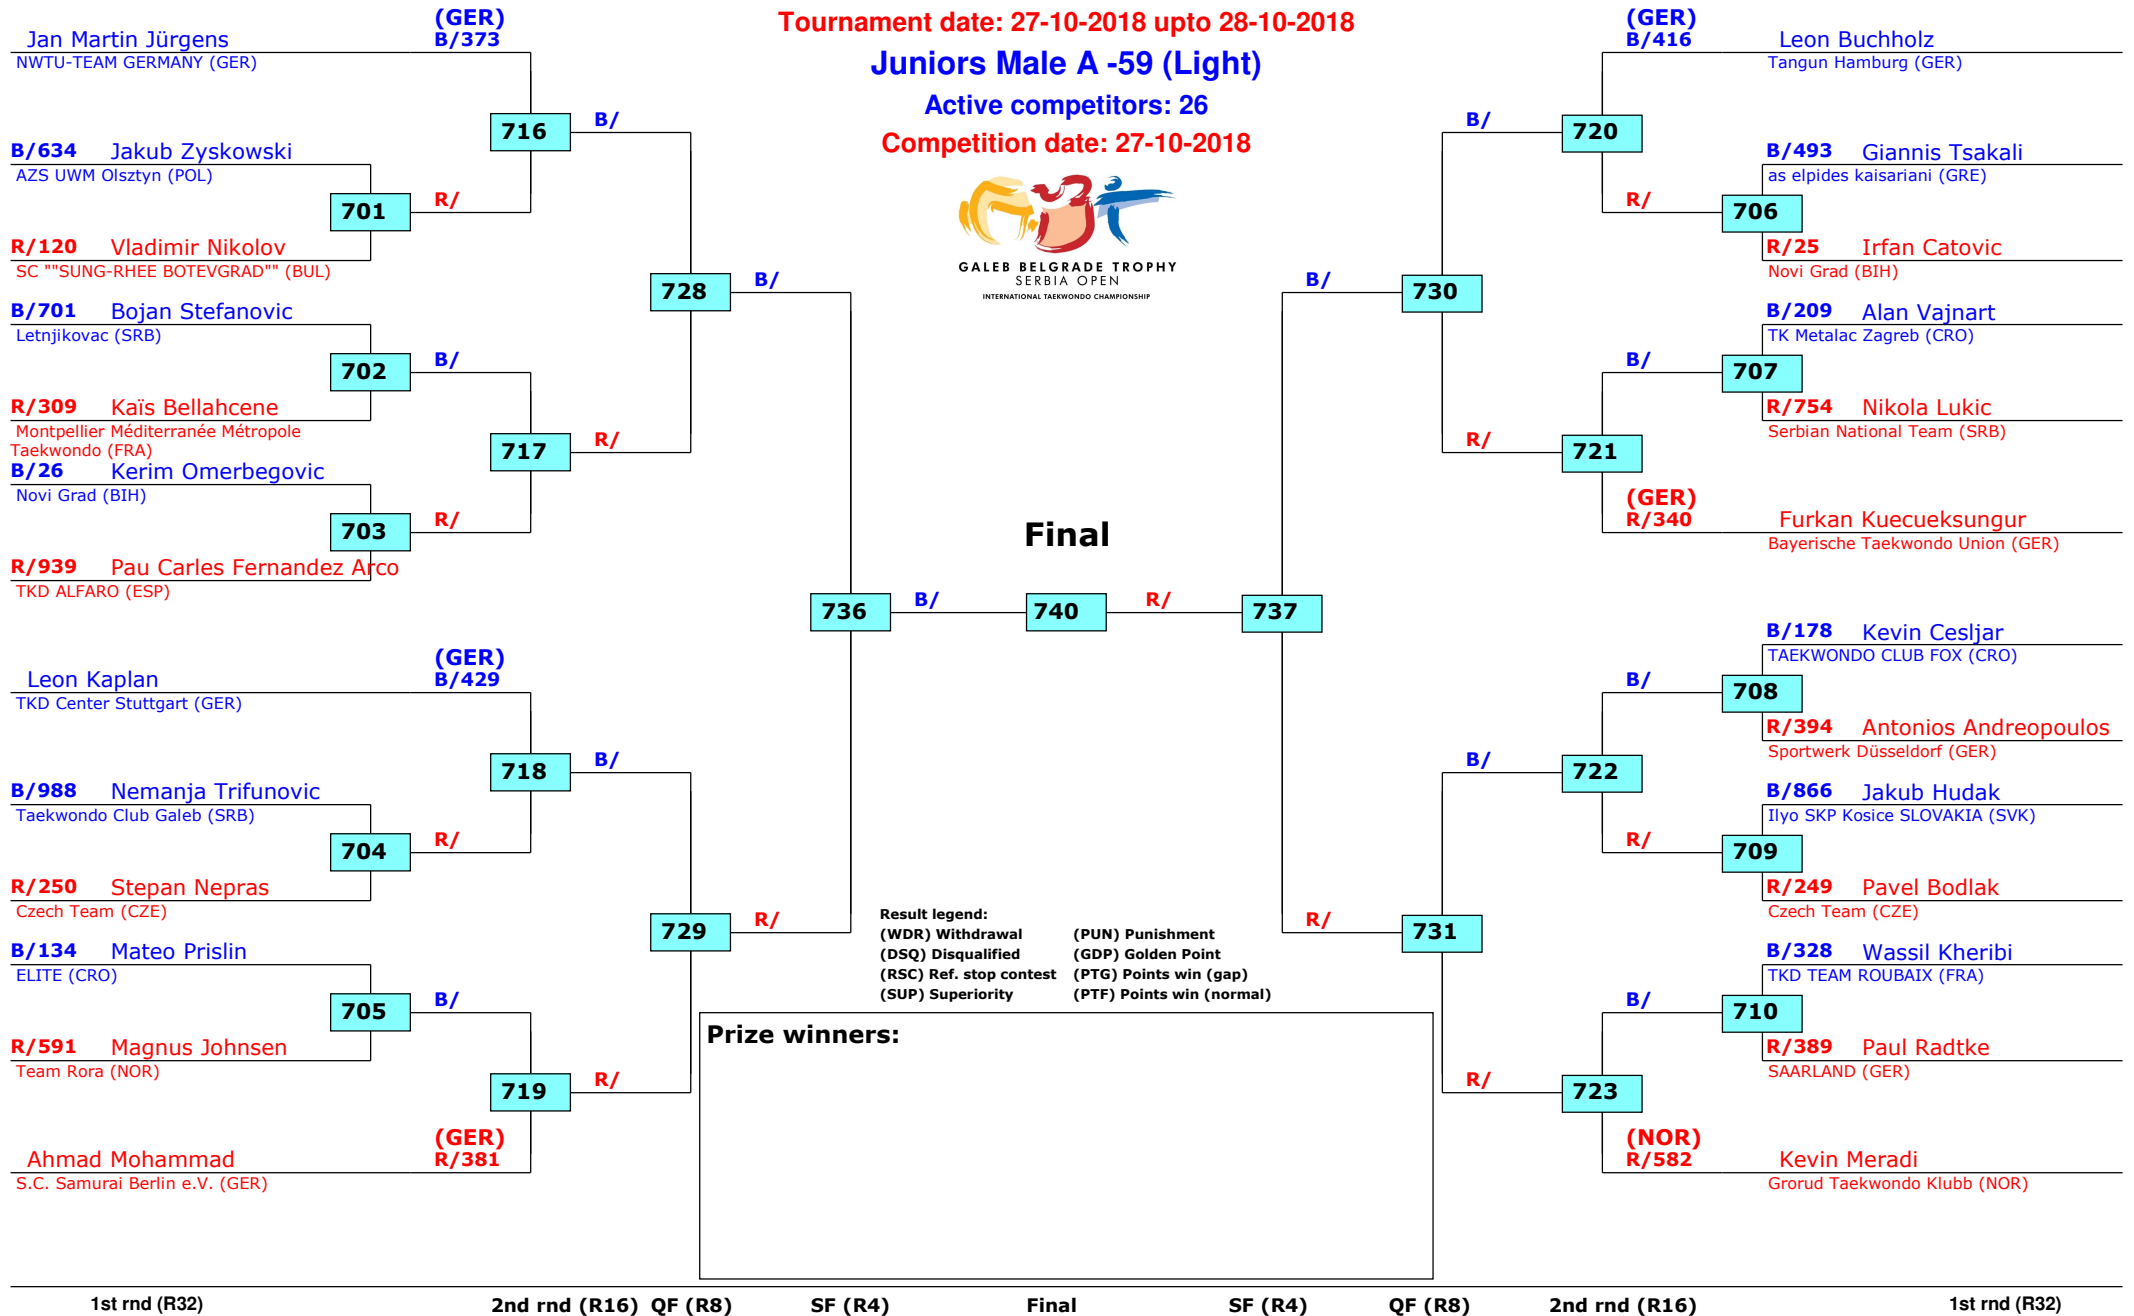 Tournament date: 27-10-2018 upto 28-10-2018
Juniors Male A -59 (Light)
Active competitors: 26
Competition date: 27-10-2018
GALEB BELGRADE TROPHY
SERBIA OPEN
INTERNATIONAL TAEKWONDO CHAMPIONSHIP
(GER)
Jan Martin Jürgens B/373
NWTU-TEAM GERMANY (GER)
716 B/
B/634 Jakub Zyskowski
AZS UWM Olsztyn (POL)
701 R/
R/120 Vladimir Nikolov
SC ""SUNG-RHEE BOTEVGRAD"" (BUL)
728 B/
B/701 Bojan Stefanovic
Letnjikovac (SRB)
702 B/
R/309 Kaïs Bellahcene
Montpellier Méditerranée Métropole
Taekwondo (FRA)
717 R/
B/26 Kerim Omerbegovic
Novi Grad (BIH)
703 R/
R/939 Pau Carles Fernandez Arco
TKD ALFARO (ESP)
Final
736 B/ 740 R/ 737
(GER)
Leon Kaplan B/429
TKD Center Stuttgart (GER)
718 B/
B/988 Nemanja Trifunovic
Taekwondo Club Galeb (SRB)
704 R/
R/250 Stepan Nepras
Czech Team (CZE)
729 R/
B/134 Mateo Prislin
ELITE (CRO)
705 B/
R/591 Magnus Johnsen
Team Rora (NOR)
719 R/
(GER)
Ahmad Mohammad R/381
S.C. Samurai Berlin e.V. (GER)
(GER)
B/416 Leon Buchholz
Tangun Hamburg (GER)
B/ 720
B/493 Giannis Tsakali
as elpides kaisariani (GRE)
R/ 706
R/25 Irfan Catovic
Novi Grad (BIH)
B/ 730
B/209 Alan Vajnart
TK Metalac Zagreb (CRO)
B/ 707
R/754 Nikola Lukic
Serbian National Team (SRB)
R/ 721
(GER)
R/340 Furkan Kuecueksungur
Bayerische Taekwondo Union (GER)
B/178 Kevin Cesljar
TAEKWONDO CLUB FOX (CRO)
B/ 708
R/394 Antonios Andreopoulos
Sportwerk Düsseldorf (GER)
B/ 722
B/866 Jakub Hudak
Ilyo SKP Kosice SLOVAKIA (SVK)
R/ 709
R/249 Pavel Bodlak
Czech Team (CZE)
R/ 731
B/328 Wassil Kheribi
TKD TEAM ROUBAIX (FRA)
B/ 710
R/389 Paul Radtke
SAARLAND (GER)
R/ 723
(NOR)
R/582 Kevin Meradi
Grorud Taekwondo Klubb (NOR)
Result legend:
(WDR) Withdrawal (PUN) Punishment
(DSQ) Disqualified (GDP) Golden Point
(RSC) Ref. stop contest (PTG) Points win (gap)
(SUP) Superiority (PTF) Points win (normal)
Prize winners:
1st rnd (R32) 2nd rnd (R16) QF (R8) SF (R4) Final SF (R4) QF (R8) 2nd rnd (R16) 1st rnd (R32)